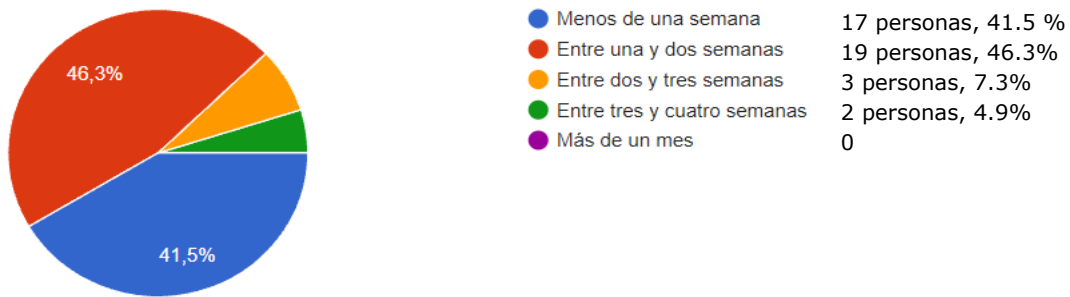 46,3%
41,5%
Menos de una semana 17 personas, 41.5 %
Entre una y dos semanas 19 personas, 46.3%
Entre dos y tres semanas 3 personas, 7.3%
Entre tres y cuatro semanas 2 personas, 4.9%
Más de un mes 0